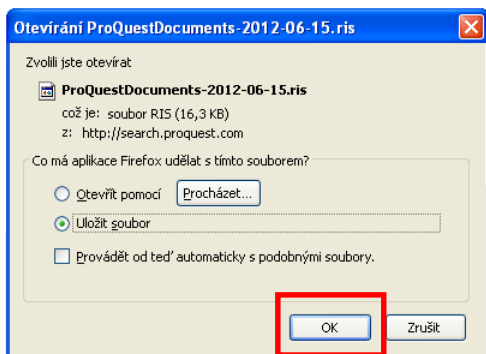 Otevírání ProQuestDocuments-2012-06-15.ris
Zvolili jste otevírat
ProQuestDocuments-2012-06-15.ris
což je: soubor RIS (16,3 KB)
z: http://search.proquest.com
Co má aplikace Firefox udělat s tímto souborem?
Otevřít pomocí Procházet...
Uložit soubor
Provádět od teď automaticky s podobnými soubory.
OK Zrušit